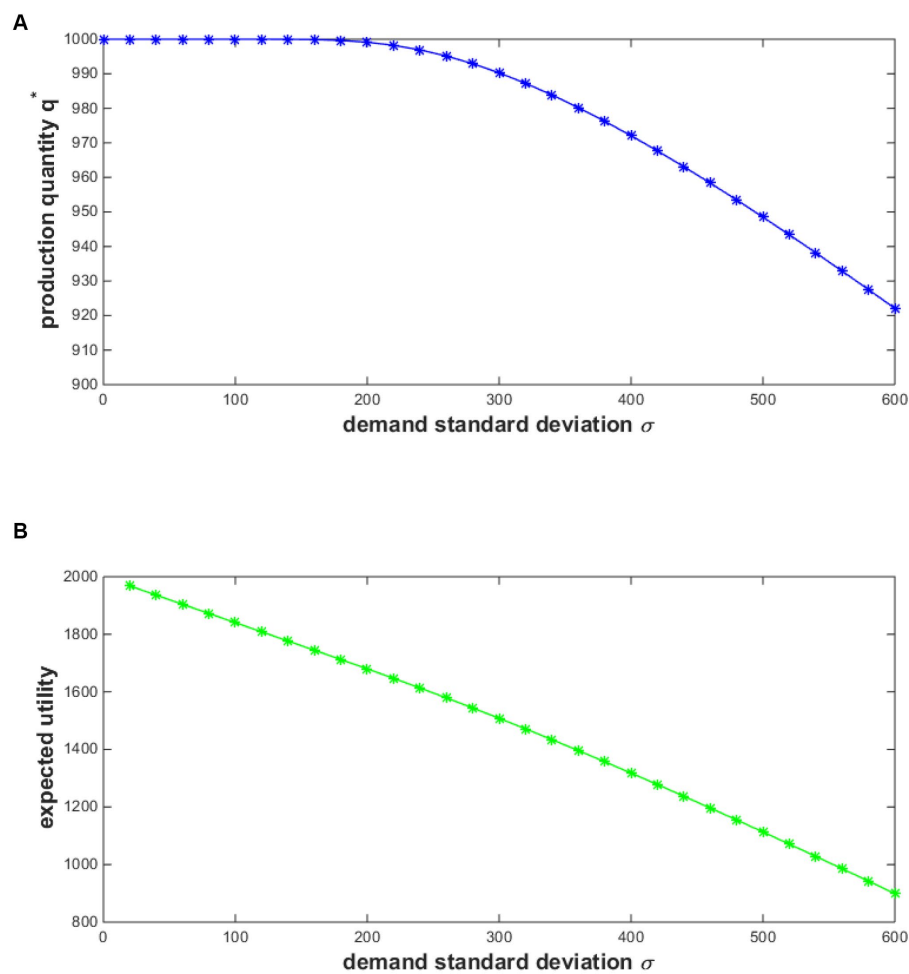 A
production quantity q*
1000
990
980
970
960
950
940
930
920
910
900
0 100 200 300 400 500 600
demand standard deviation σ
B
expected utility
2000
1800
1600
1400
1200
1000
800
0 100 200 300 400 500 600
demand standard deviation σ